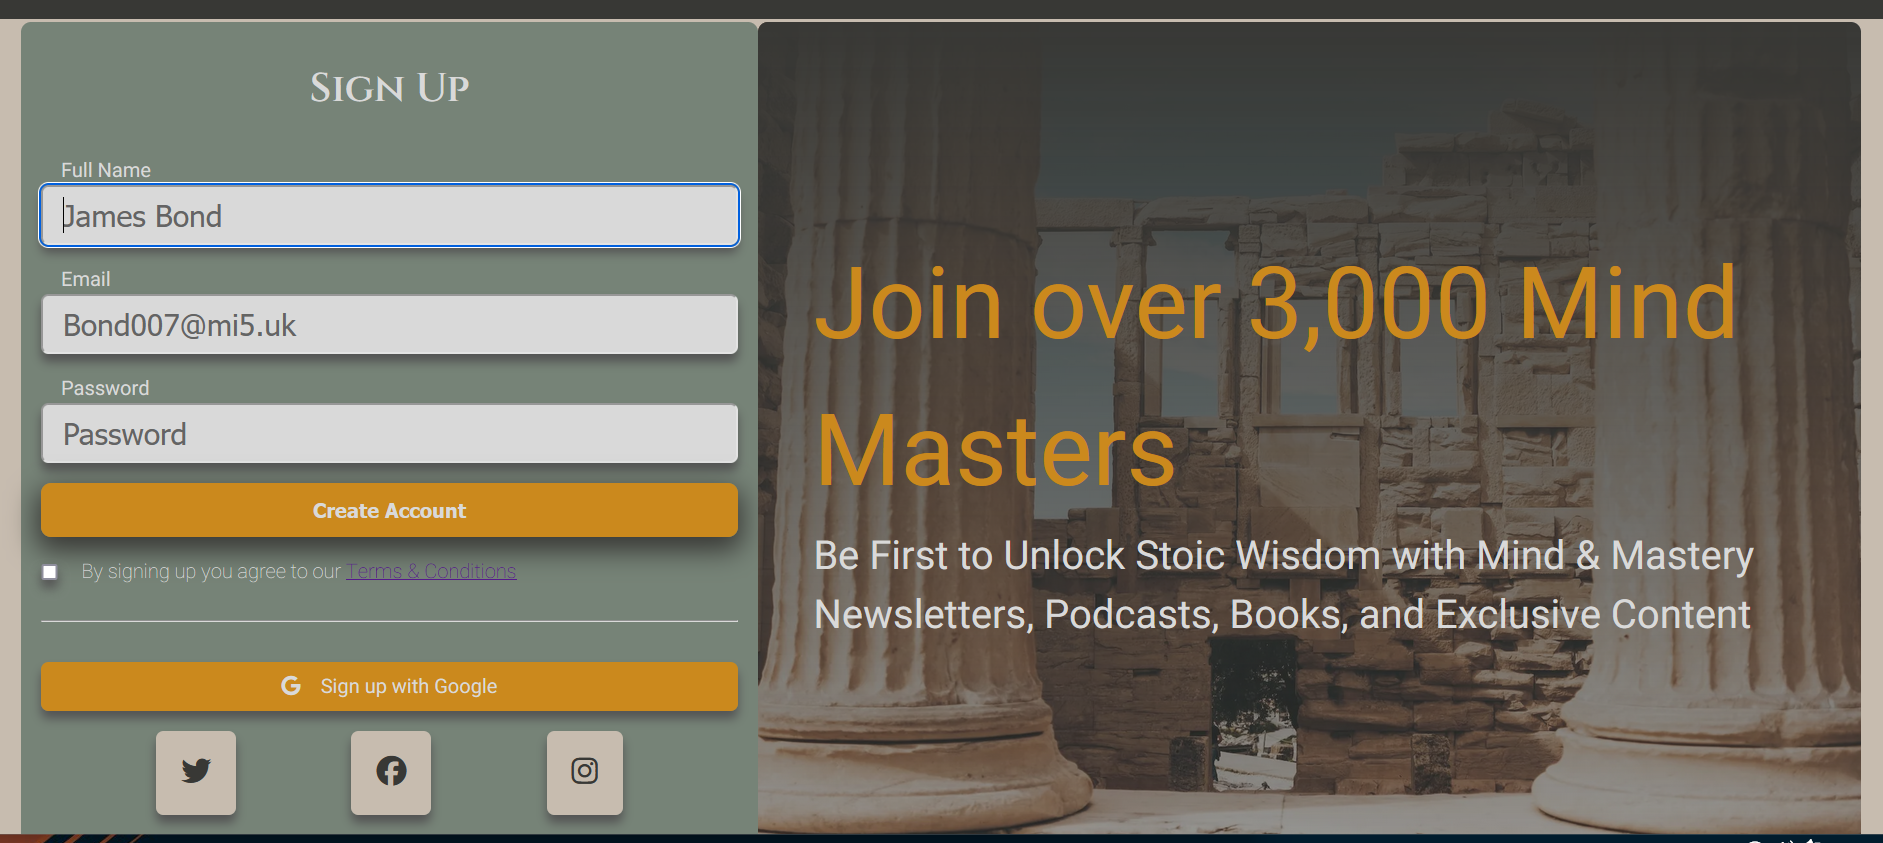 Sign Up
Full Name
James Bond
Email
Bond007@mi5.uk
Password
Password
Create Account
By signing up you agree to our Terms & Conditions
Sign up with Google
Join over 3,000 Mind
Masters
Be First to Unlock Stoic Wisdom with Mind & Mastery
Newsletters, Podcasts, Books, and Exclusive Content